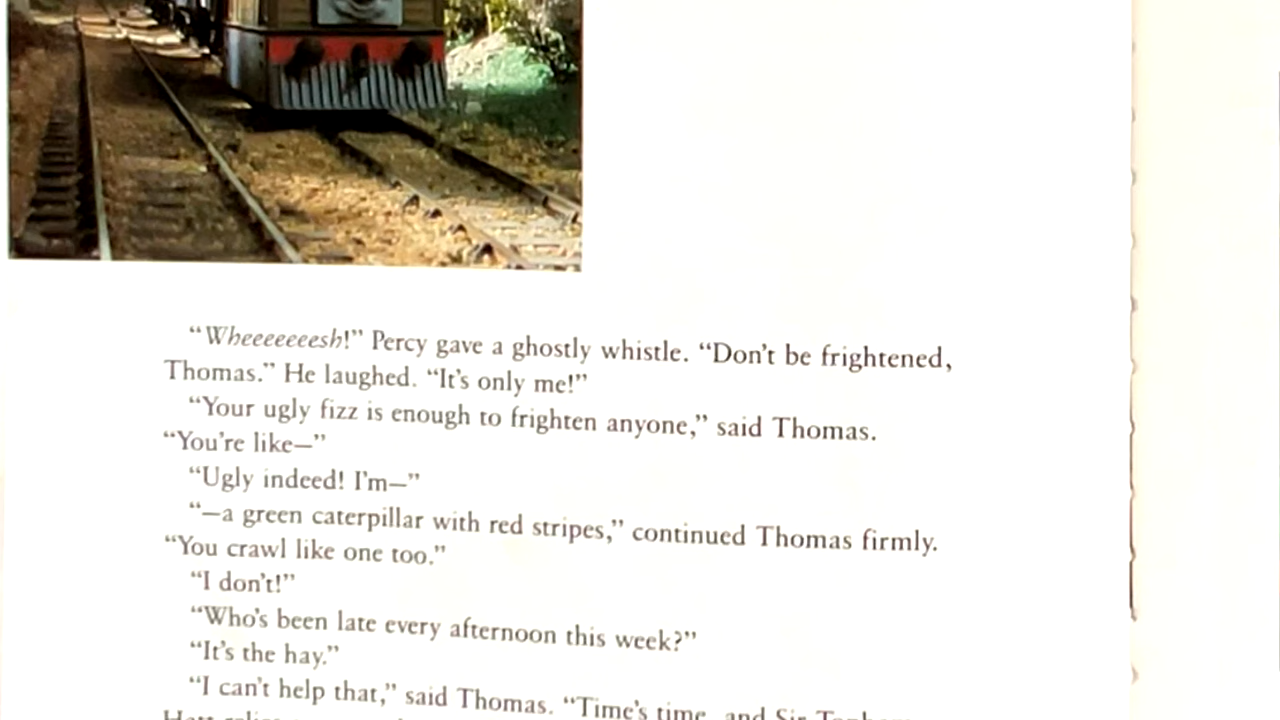 “Wheeeeeeesh!” Percy gave a ghostly whistle. “Don’t be frightened,
Thomas.” He laughed. “It’s only me!”
“Your ugly fizz is enough to frighten anyone,” said Thomas.
“You’re like—”
“Ugly indeed! I’m—”
“—a green caterpillar with red stripes,” continued Thomas firmly.
“You crawl like one too.”
“I don’t!”
“Who’s been late every afternoon this week?”
“It’s the hay.”
“I can’t help that,” said Thomas. “Time’s time, and Sir